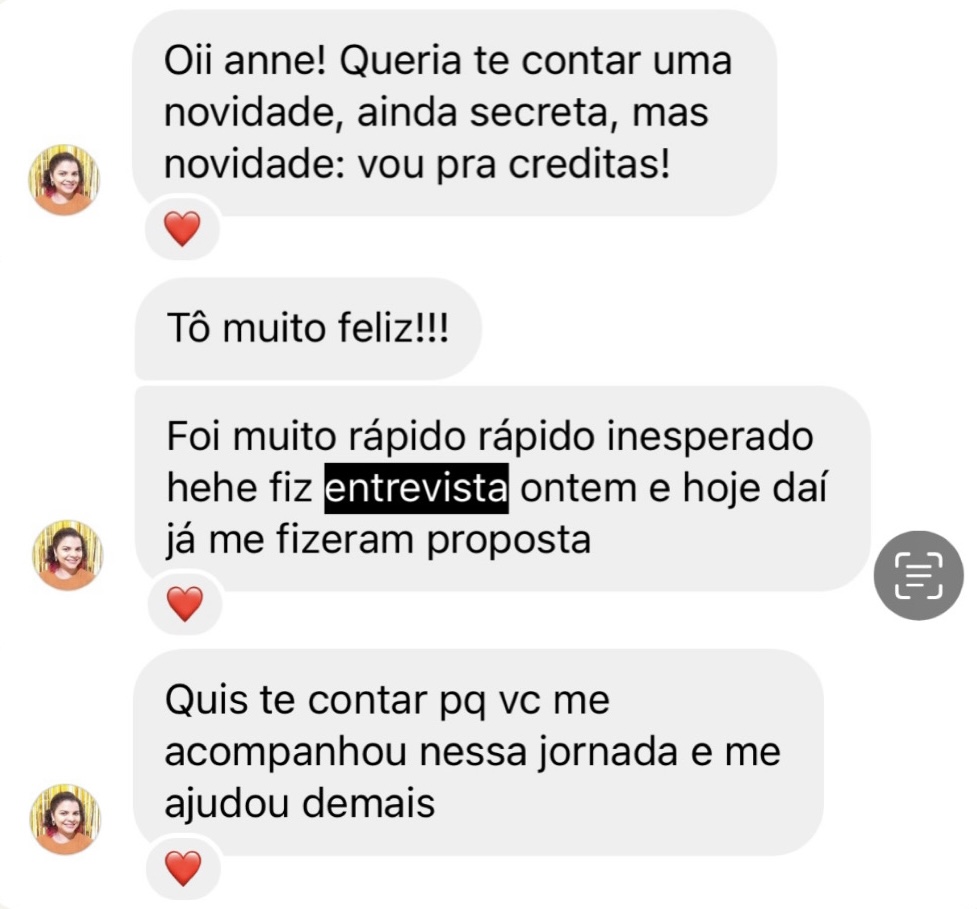 Oii anne! Queria te contar uma
novidade, ainda secreta, mas
novidade: vou pra creditas!
Tô muito feliz!!!
Foi muito rápido rápido inesperado
hehe fiz entrevista ontem e hoje daí
já me fizeram proposta
Quis te contar pq vc me
acompanhou nessa jornada e me
ajudou demais